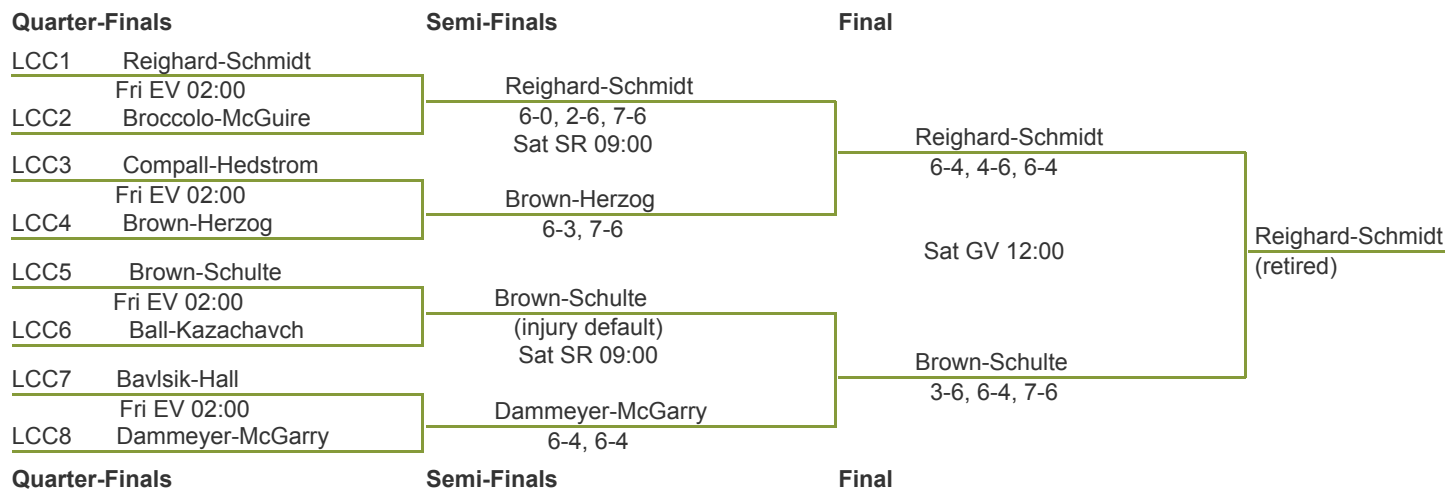 Quarter-Finals Semi-Finals Final
LCC1 Reighard-Schmidt
Fri EV 02:00
LCC2 Broccolo-McGuire
Reighard-Schmidt
6-0, 2-6, 7-6
Sat SR 09:00
LCC3 Compall-Hedstrom
Fri EV 02:00
LCC4 Brown-Herzog
Brown-Herzog
6-3, 7-6
Reighard-Schmidt
6-4, 4-6, 6-4
Sat GV 12:00
Reighard-Schmidt
(retired)
LCC5 Brown-Schulte
Fri EV 02:00
LCC6 Ball-Kazachavch
Brown-Schulte
(injury default)
Sat SR 09:00
LCC7 Bavlsik-Hall
Fri EV 02:00
LCC8 Dammeyer-McGarry
Dammeyer-McGarry
6-4, 6-4
Brown-Schulte
3-6, 6-4, 7-6
Quarter-Finals Semi-Finals Final